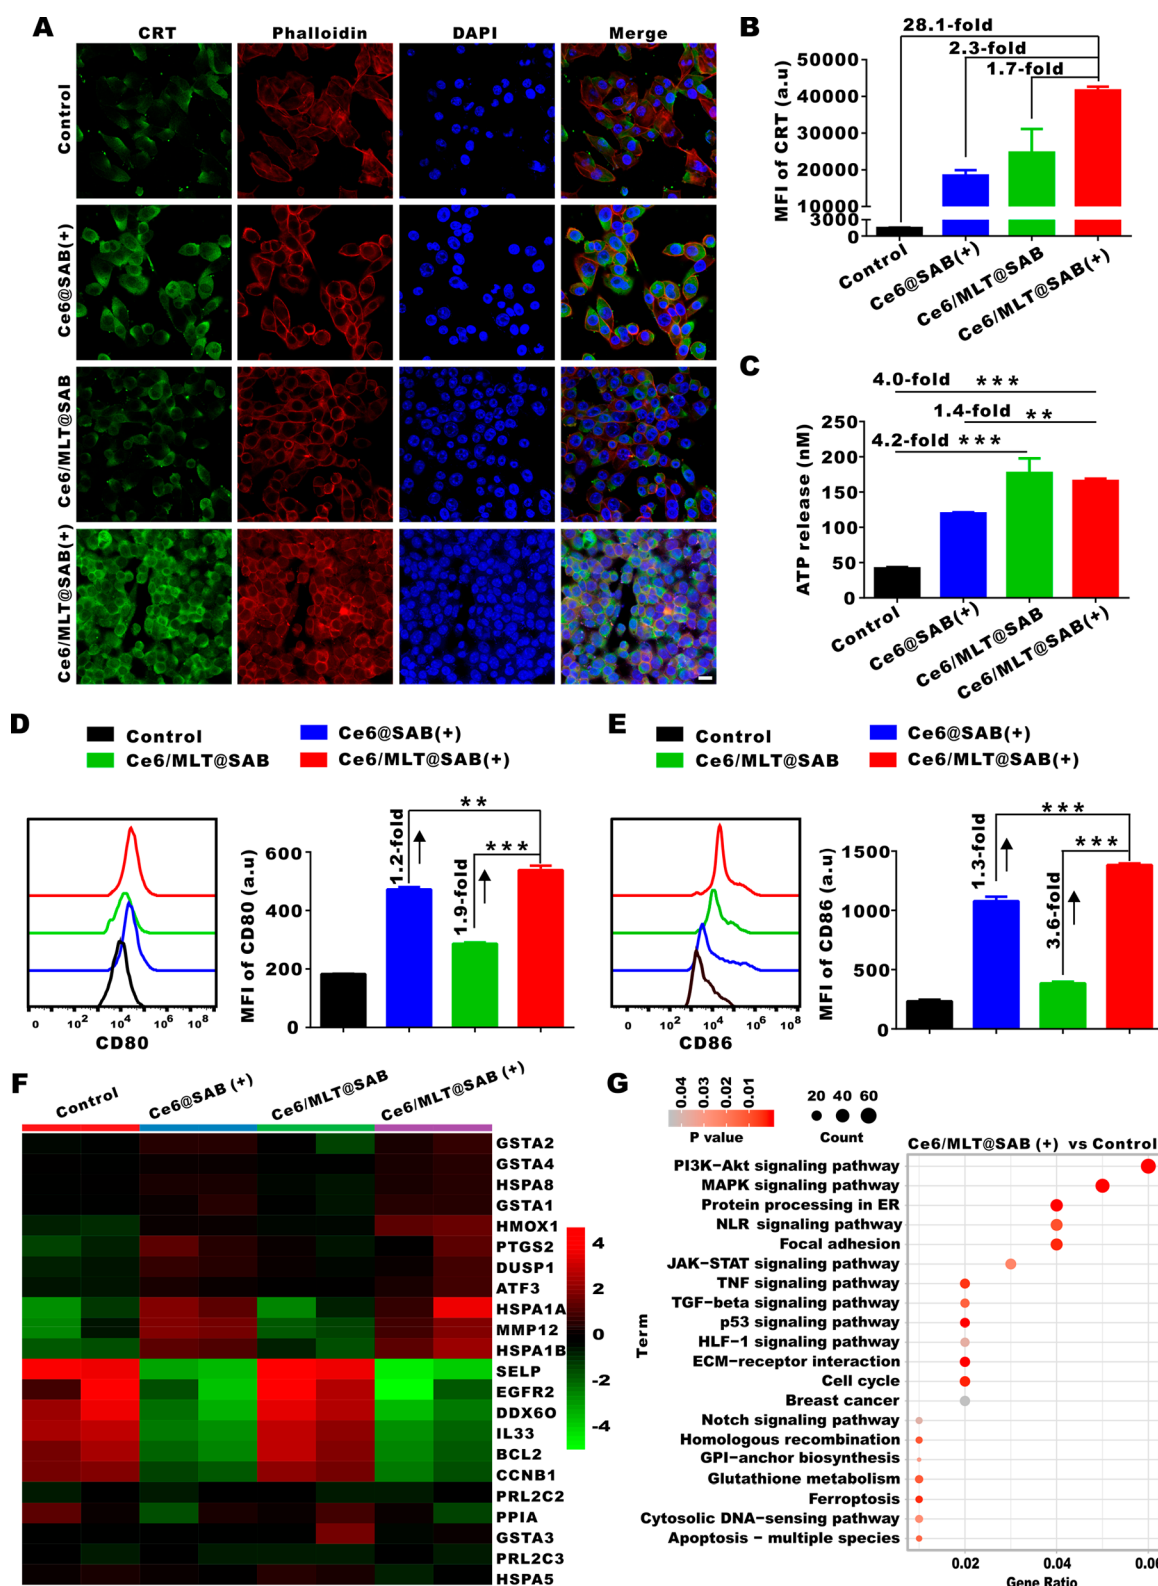 A
CRT
Phalloidin
DAPI
Merge
Control
Ce6@SAB(+)
Ce6/MLT@SAB
Ce6/MLT@SAB(+)
B
28.1-fold
2.3-fold
1.7-fold
MFI of CRT (a.u)
50000
40000
30000
20000
10000
3000
0
Control
Ce6@SAB(+)
Ce6/MLT@SAB
Ce6/MLT@SAB(+)
C
4.0-fold ***
1.4-fold **
4.2-fold ***
ATP release (nM)
250
200
150
100
50
0
Control
Ce6@SAB(+)
Ce6/MLT@SAB
Ce6/MLT@SAB(+)
D
Control
Ce6@SAB(+)
Ce6/MLT@SAB
Ce6/MLT@SAB(+)
0 10² 10⁴ 10⁶ 10⁸
CD80
MFI of CD80 (a.u)
600
400
200
0
1.2-fold
1.9-fold
**
***
E
Control
Ce6@SAB(+)
Ce6/MLT@SAB
Ce6/MLT@SAB(+)
0 10² 10⁴ 10⁶ 10⁸
CD86
MFI of CD86 (a.u)
1500
1000
500
0
1.3-fold
3.6-fold
***
***
F
Control
Ce6@SAB (+)
Ce6/MLT@SAB
Ce6/MLT@SAB (+)
GSTA2
GSTA4
HSPA8
GSTA1
HMOX1
PTGS2
DUSP1
ATF3
HSPA1A
MMP12
HSPA1B
SELP
EGFR2
DDX6O
IL33
BCL2
CCNB1
PRL2C2
PPIA
GSTA3
PRL2C3
HSPA5
4
2
0
-2
-4
G
0.04
0.03
0.02
0.01
P value
20 40 60
Count
Ce6/MLT@SAB (+) vs Control
Term
PI3K-Akt signaling pathway
MAPK signaling pathway
Protein processing in ER
NLR signaling pathway
Focal adhesion
JAK-STAT signaling pathway
TNF signaling pathway
TGF-beta signaling pathway
p53 signaling pathway
HLF-1 signaling pathway
ECM-receptor interaction
Cell cycle
Breast cancer
Notch signaling pathway
Homologous recombination
GPI-anchor biosynthesis
Glutathione metabolism
Ferroptosis
Cytosolic DNA-sensing pathway
Apoptosis - multiple species
0.02 0.04 0.06
Gene Ratio